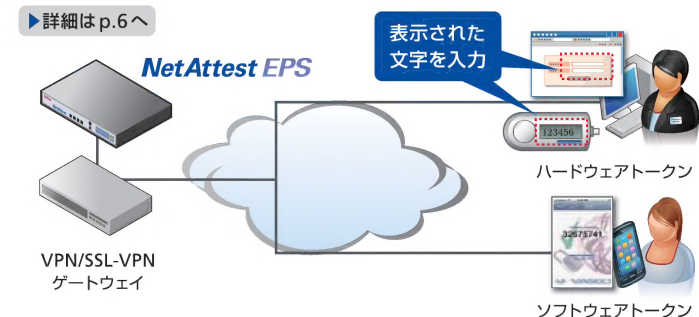 ▶詳細はp.6へ
NetAttest EPS
表示された
文字を入力
123456
ハードウェアトークン
VPN/SSL-VPN
ゲートウェイ
32675741
VASCO
ソフトウェアトークン